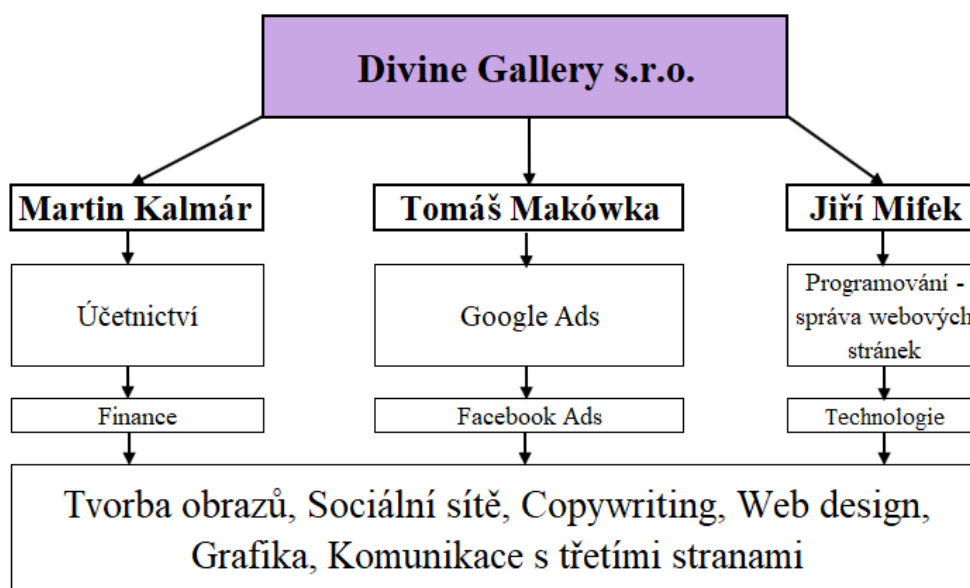 Divine Gallery s.r.o.
Martin Kalmár
Tomáš Makówka
Jiří Mifek
Účetnictví
Google Ads
Programování -
správa webových
stránek
Finance
Facebook Ads
Technologie
Tvorba obrazů, Sociální sítě, Copywriting, Web design,
Grafika, Komunikace s třetími stranami